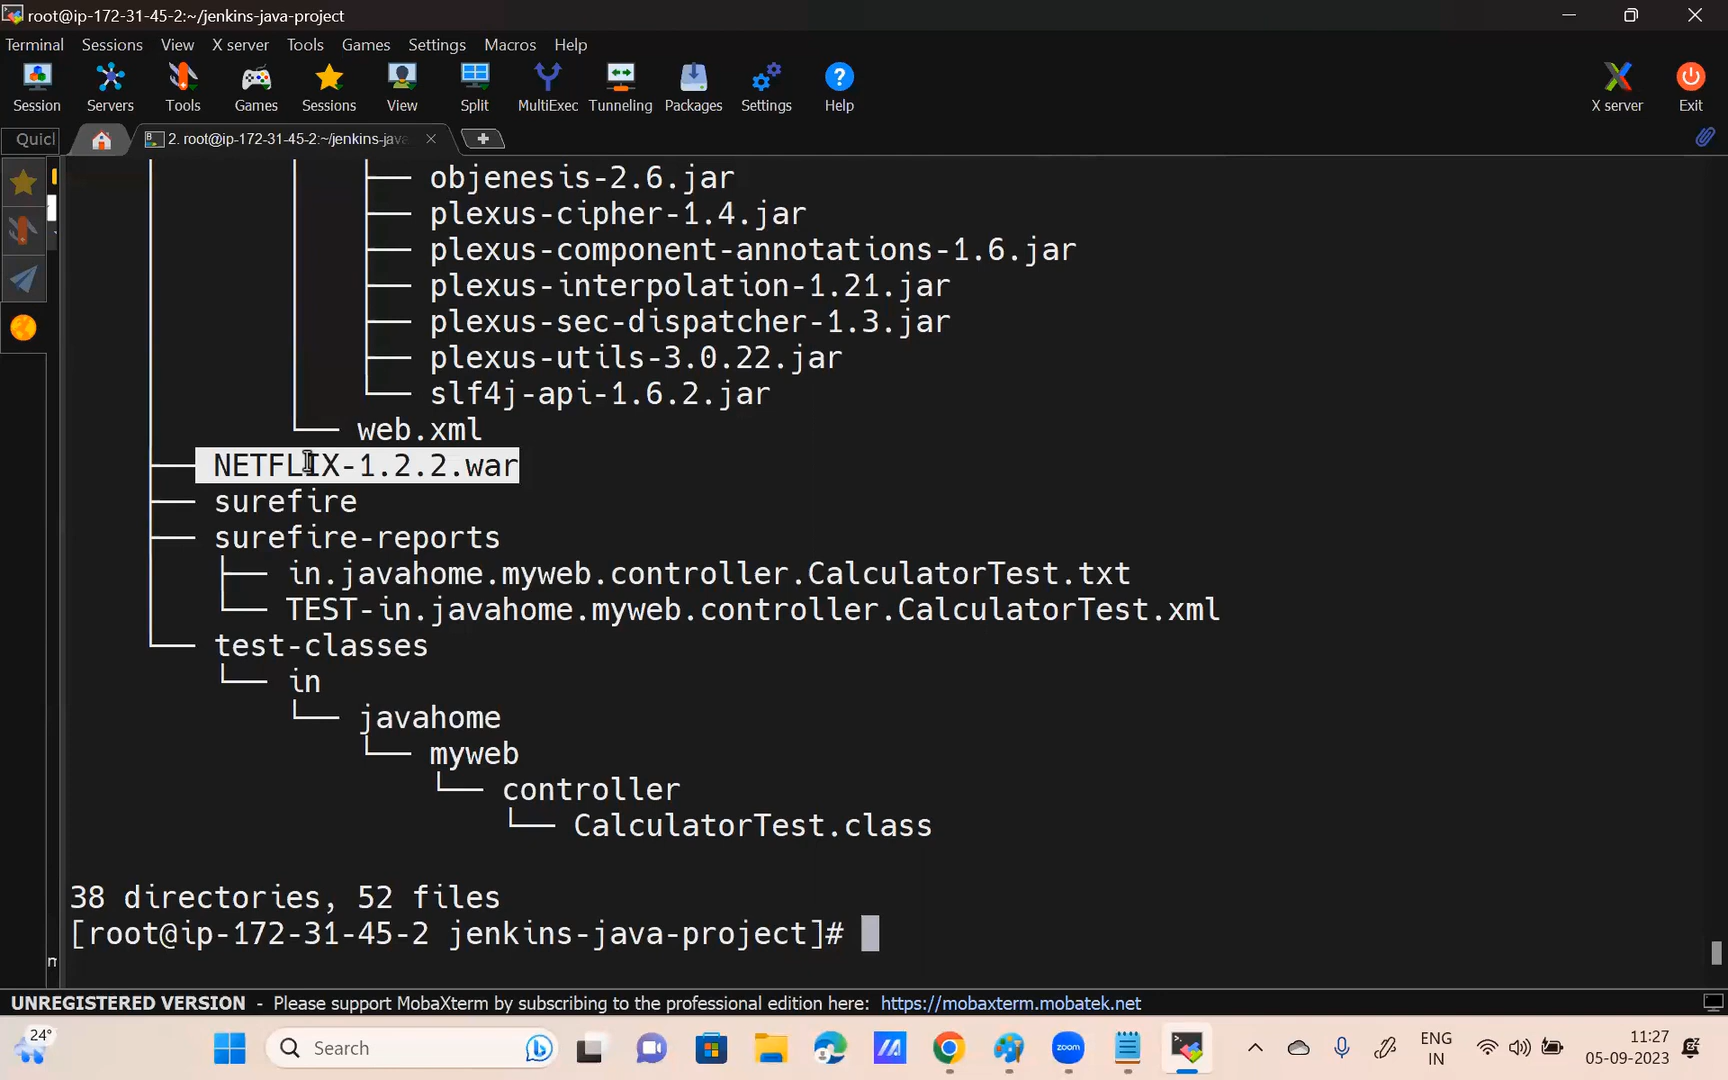 root@ip-172-31-45-2:~/jenkins-java-project
Terminal Sessions View X server Tools Games Settings Macros Help
Session Servers Tools Games Sessions View Split MultiExec Tunneling Packages Settings Help X server Exit
Quicl 2. root@ip-172-31-45-2:~/jenkins-java
├── objenesis-2.6.jar
├── plexus-cipher-1.4.jar
├── plexus-component-annotations-1.6.jar
├── plexus-interpolation-1.21.jar
├── plexus-sec-dispatcher-1.3.jar
├── plexus-utils-3.0.22.jar
└── slf4j-api-1.6.2.jar
└── web.xml
├── NETFLIX-1.2.2.war
├── surefire
├── surefire-reports
├── in.javahome.myweb.controller.CalculatorTest.txt
└── TEST-in.javahome.myweb.controller.CalculatorTest.xml
└── test-classes
└── in
└── javahome
└── myweb
└── controller
└── CalculatorTest.class
38 directories, 52 files
[root@ip-172-31-45-2 jenkins-java-project]#
UNREGISTERED VERSION - Please support MobaXterm by subscribing to the professional edition here: https://mobaxterm.mobatek.net
24°
Search
zoom
ENG
IN
11:27
05-09-2023